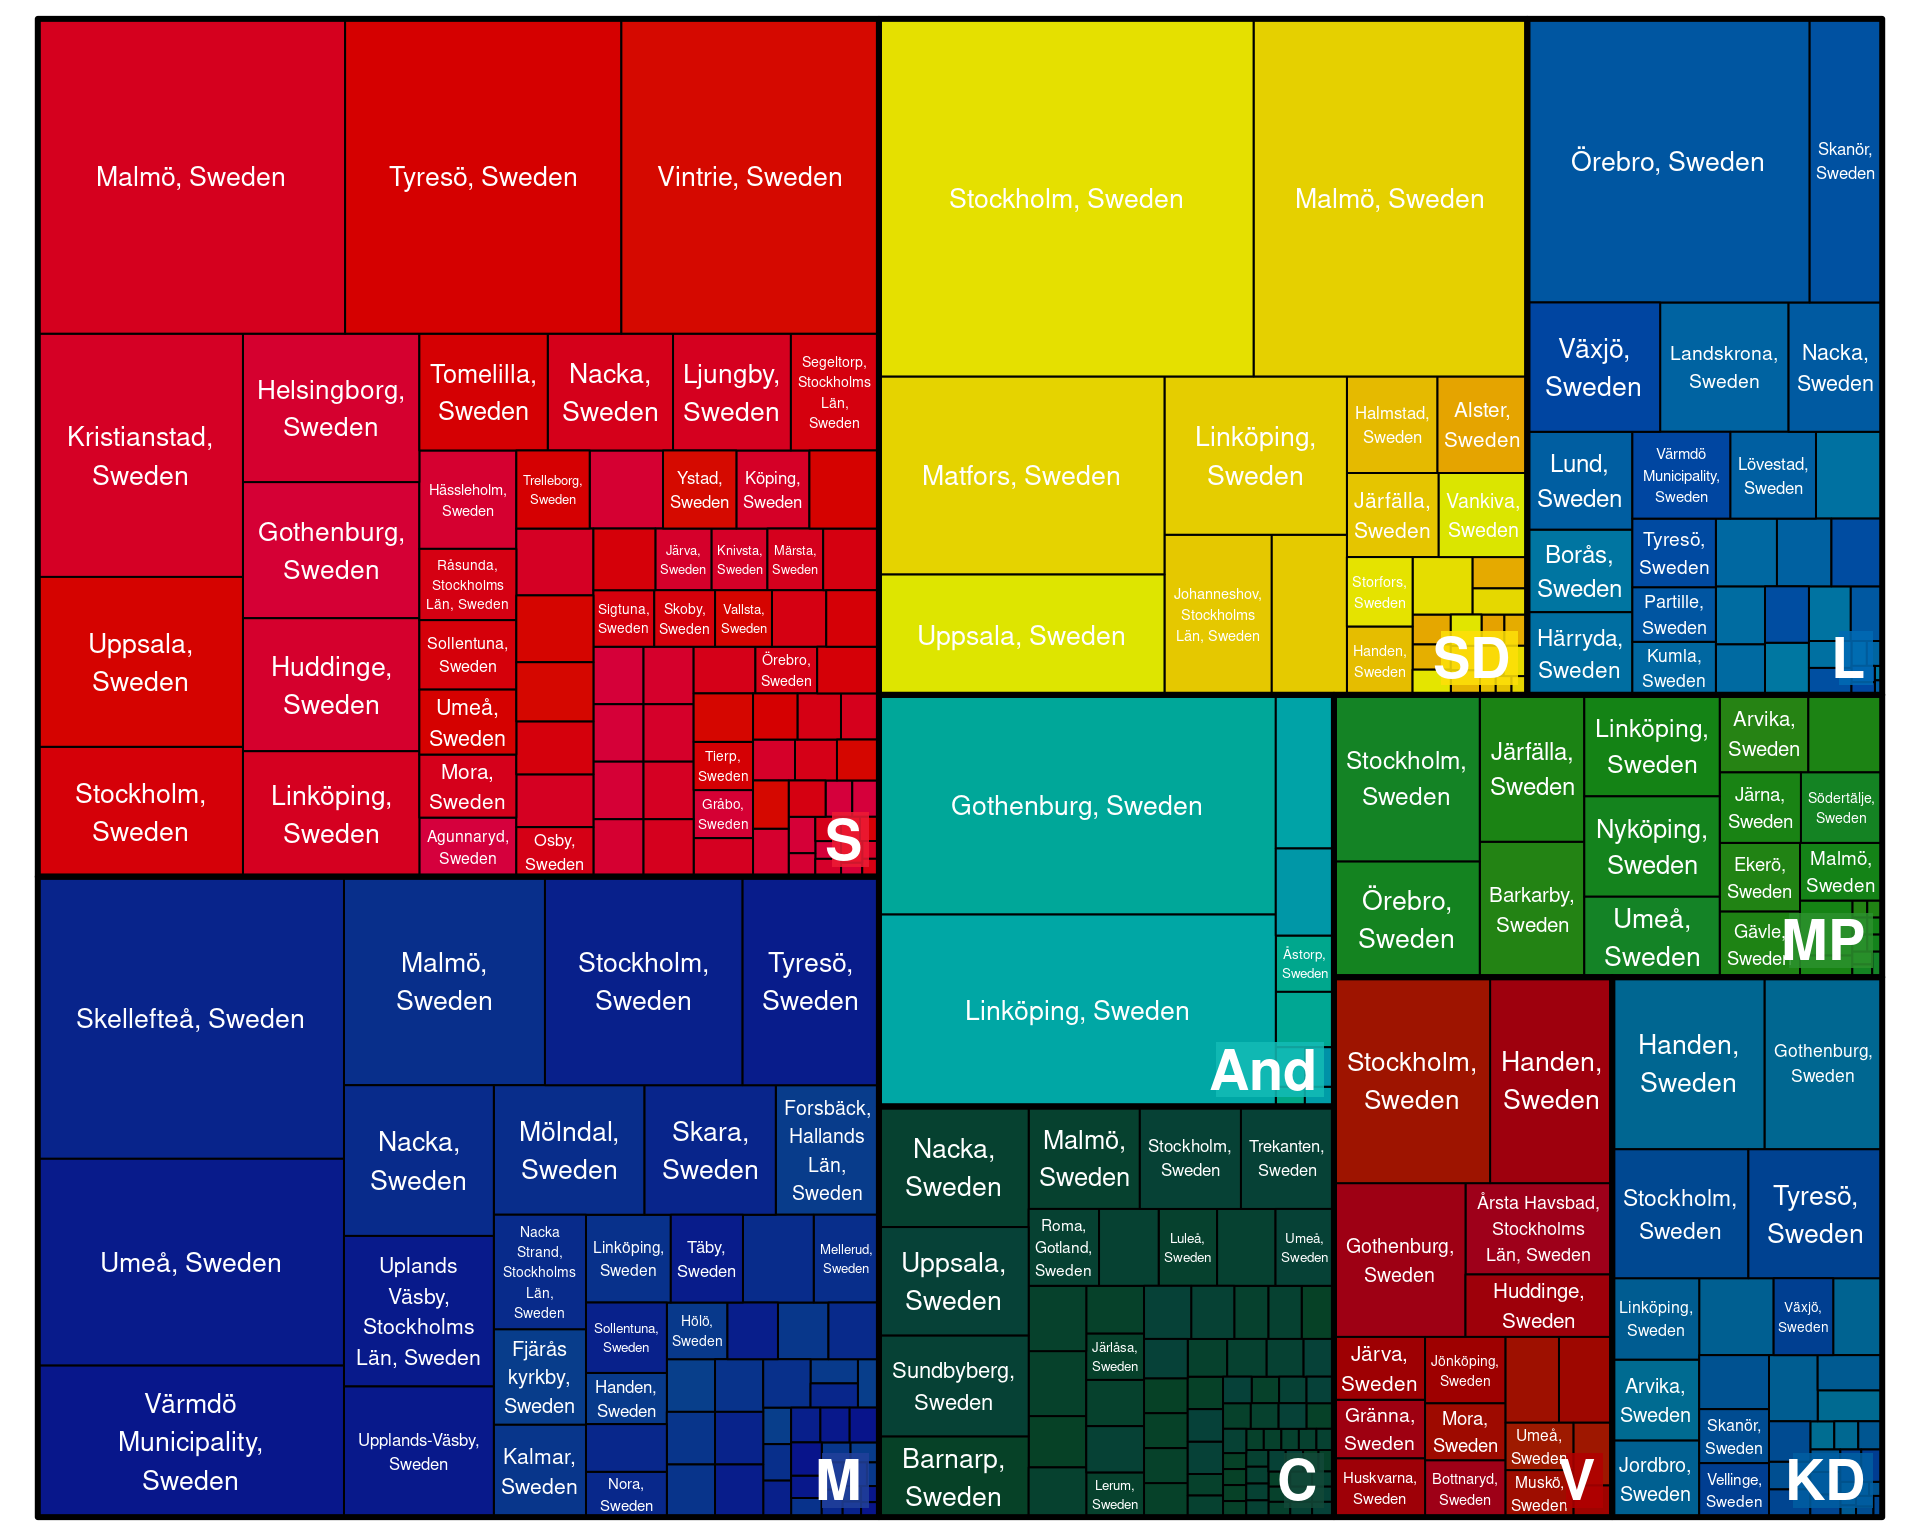 Malmö, Sweden
Tyresö, Sweden
Vintrie, Sweden
Kristianstad,
Sweden
Uppsala,
Sweden
Stockholm,
Sweden
Helsingborg,
Sweden
Gothenburg,
Sweden
Huddinge,
Sweden
Linköping,
Sweden
Tomelilla,
Sweden
Nacka,
Sweden
Ljungby,
Sweden
Segeltorp,
Stockholms
Län,
Sweden
Hässleholm,
Sweden
Råsunda,
Stockholms
Län, Sweden
Sollentuna,
Sweden
Umeå,
Sweden
Mora,
Sweden
Agunnaryd,
Sweden
Trelleborg,
Sweden
Ystad,
Sweden
Köping,
Sweden
Järva,
Sweden
Knivsta,
Sweden
Märsta,
Sweden
Sigtuna,
Sweden
Skoby,
Sweden
Vallsta,
Sweden
Örebro,
Sweden
Tierp,
Sweden
Gråbo,
Sweden
Osby,
Sweden
S
Stockholm, Sweden
Malmö, Sweden
Matfors, Sweden
Uppsala, Sweden
Linköping,
Sweden
Johanneshov,
Stockholms
Län, Sweden
Halmstad,
Sweden
Alster,
Sweden
Järfälla,
Sweden
Vankiva,
Sweden
Storfors,
Sweden
Handen,
Sweden
SD
Örebro, Sweden
Skanör,
Sweden
Växjö,
Sweden
Landskrona,
Sweden
Nacka,
Sweden
Lund,
Sweden
Borås,
Sweden
Härryda,
Sweden
Värmdö
Municipality,
Sweden
Lövestad,
Sweden
Tyresö,
Sweden
Partille,
Sweden
Kumla,
Sweden
L
Skellefteå, Sweden
Umeå, Sweden
Värmdö
Municipality,
Sweden
Malmö,
Sweden
Stockholm,
Sweden
Tyresö,
Sweden
Nacka,
Sweden
Uplands
Väsby,
Stockholms
Län, Sweden
Upplands-Väsby,
Sweden
Mölndal,
Sweden
Skara,
Sweden
Forsbäck,
Hallands
Län,
Sweden
Nacka
Strand,
Stockholms
Län,
Sweden
Fjärås
kyrkby,
Sweden
Kalmar,
Sweden
Linköping,
Sweden
Täby,
Sweden
Mellerud,
Sweden
Sollentuna,
Sweden
Hölö,
Sweden
Handen,
Sweden
Nora,
Sweden
M
Gothenburg, Sweden
Linköping, Sweden
Åstorp,
Sweden
And
Nacka,
Sweden
Uppsala,
Sweden
Sundbyberg,
Sweden
Barnarp,
Sweden
Malmö,
Sweden
Stockholm,
Sweden
Trekanten,
Sweden
Roma,
Gotland,
Sweden
Luleå,
Sweden
Umeå,
Sweden
Järlåsa,
Sweden
Lerum,
Sweden
C
Stockholm,
Sweden
Örebro,
Sweden
Järfälla,
Sweden
Barkarby,
Sweden
Linköping,
Sweden
Nyköping,
Sweden
Umeå,
Sweden
Arvika,
Sweden
Järna,
Sweden
Södertälje,
Sweden
Ekerö,
Sweden
Malmö,
Sweden
Gävle,
Sweden
MP
Stockholm,
Sweden
Handen,
Sweden
Gothenburg,
Sweden
Årsta Havsbad,
Stockholms
Län, Sweden
Huddinge,
Sweden
Järva,
Sweden
Gränna,
Sweden
Huskvarna,
Sweden
Jönköping,
Sweden
Mora,
Sweden
Bottnaryd,
Sweden
Umeå,
Sweden
Muskö,
Sweden
V
Handen,
Sweden
Gothenburg,
Sweden
Stockholm,
Sweden
Tyresö,
Sweden
Linköping,
Sweden
Växjö,
Sweden
Arvika,
Sweden
Jordbro,
Sweden
Skanör,
Sweden
Vellinge,
Sweden
KD